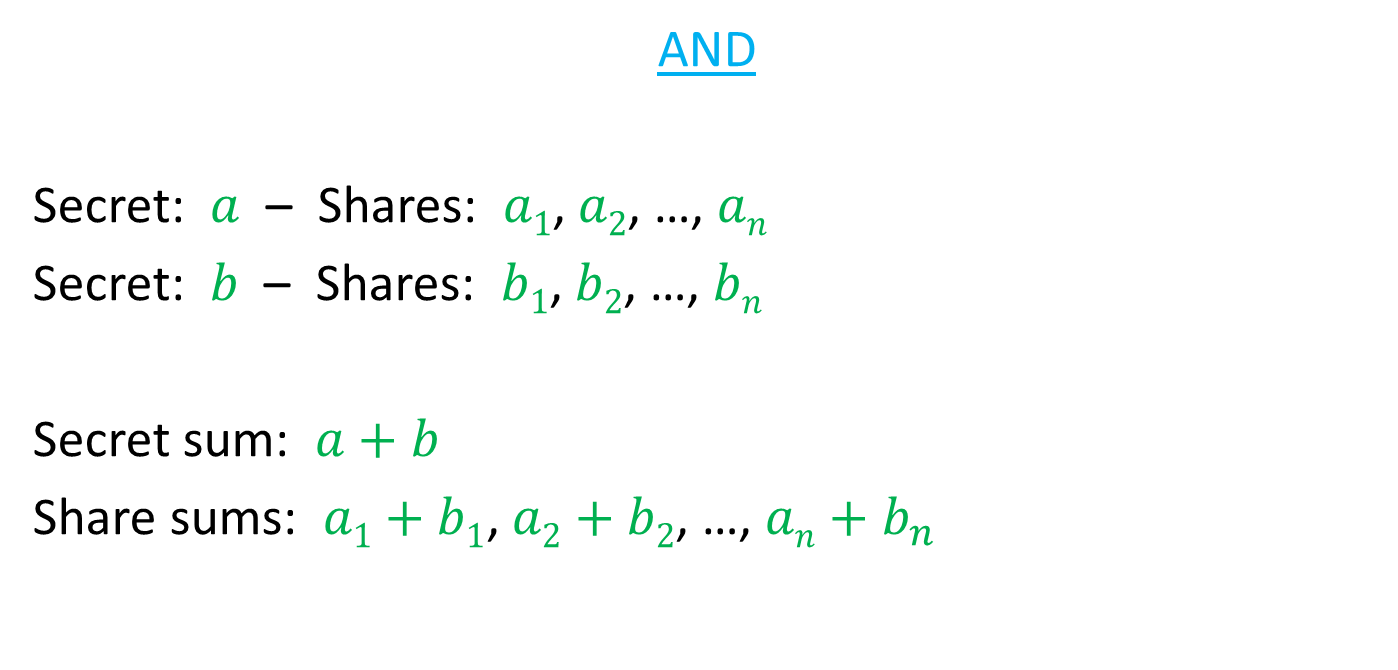 AND
Secret: a – Shares: a₁, a₂, …, aₙ
Secret: b – Shares: b₁, b₂, …, bₙ
Secret sum: a + b
Share sums: a₁ + b₁, a₂ + b₂, …, aₙ + bₙ